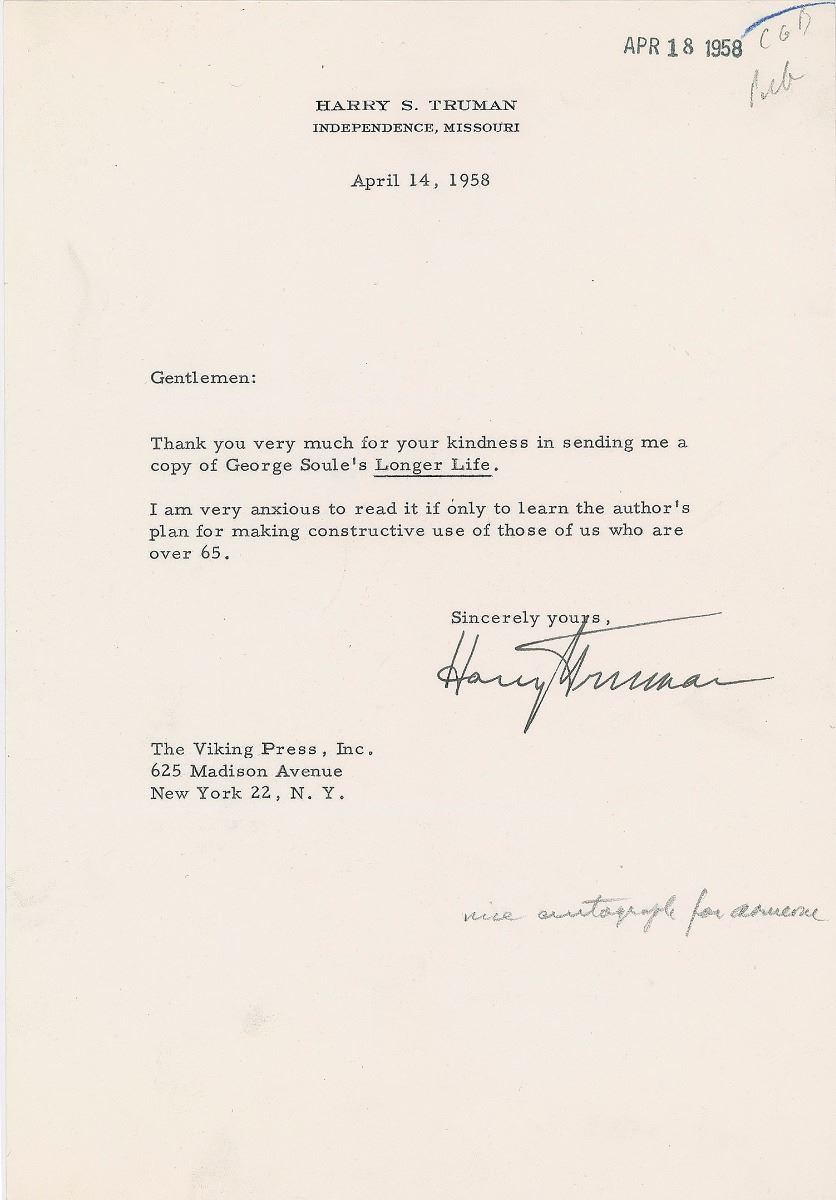 APR 18 1958
CGB
HARRY S. TRUMAN
INDEPENDENCE, MISSOURI
April 14, 1958
Gentlemen:
Thank you very much for your kindness in sending me a
copy of George Soule's Longer Life.
I am very anxious to read it if only to learn the author's
plan for making constructive use of those of us who are
over 65.
Sincerely yours,
Harry Truman
The Viking Press, Inc.
625 Madison Avenue
New York 22, N. Y.
nice autograph for someone